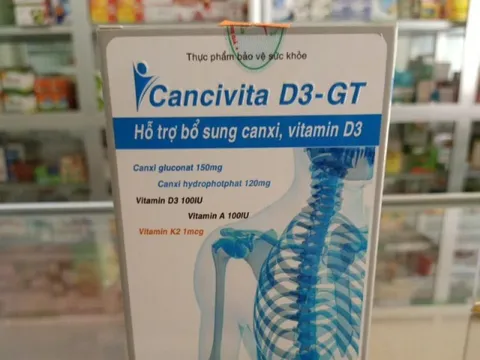 Thực phẩm bảo vệ sức khỏe
Cancivita D3-GT
Hỗ trợ bổ sung canxi, vitamin D3
Canxi gluconat 150mg
Canxi hydrophotphat 120mg
Vitamin D3 100IU
Vitamin A 100IU
Vitamin K2 1mcg